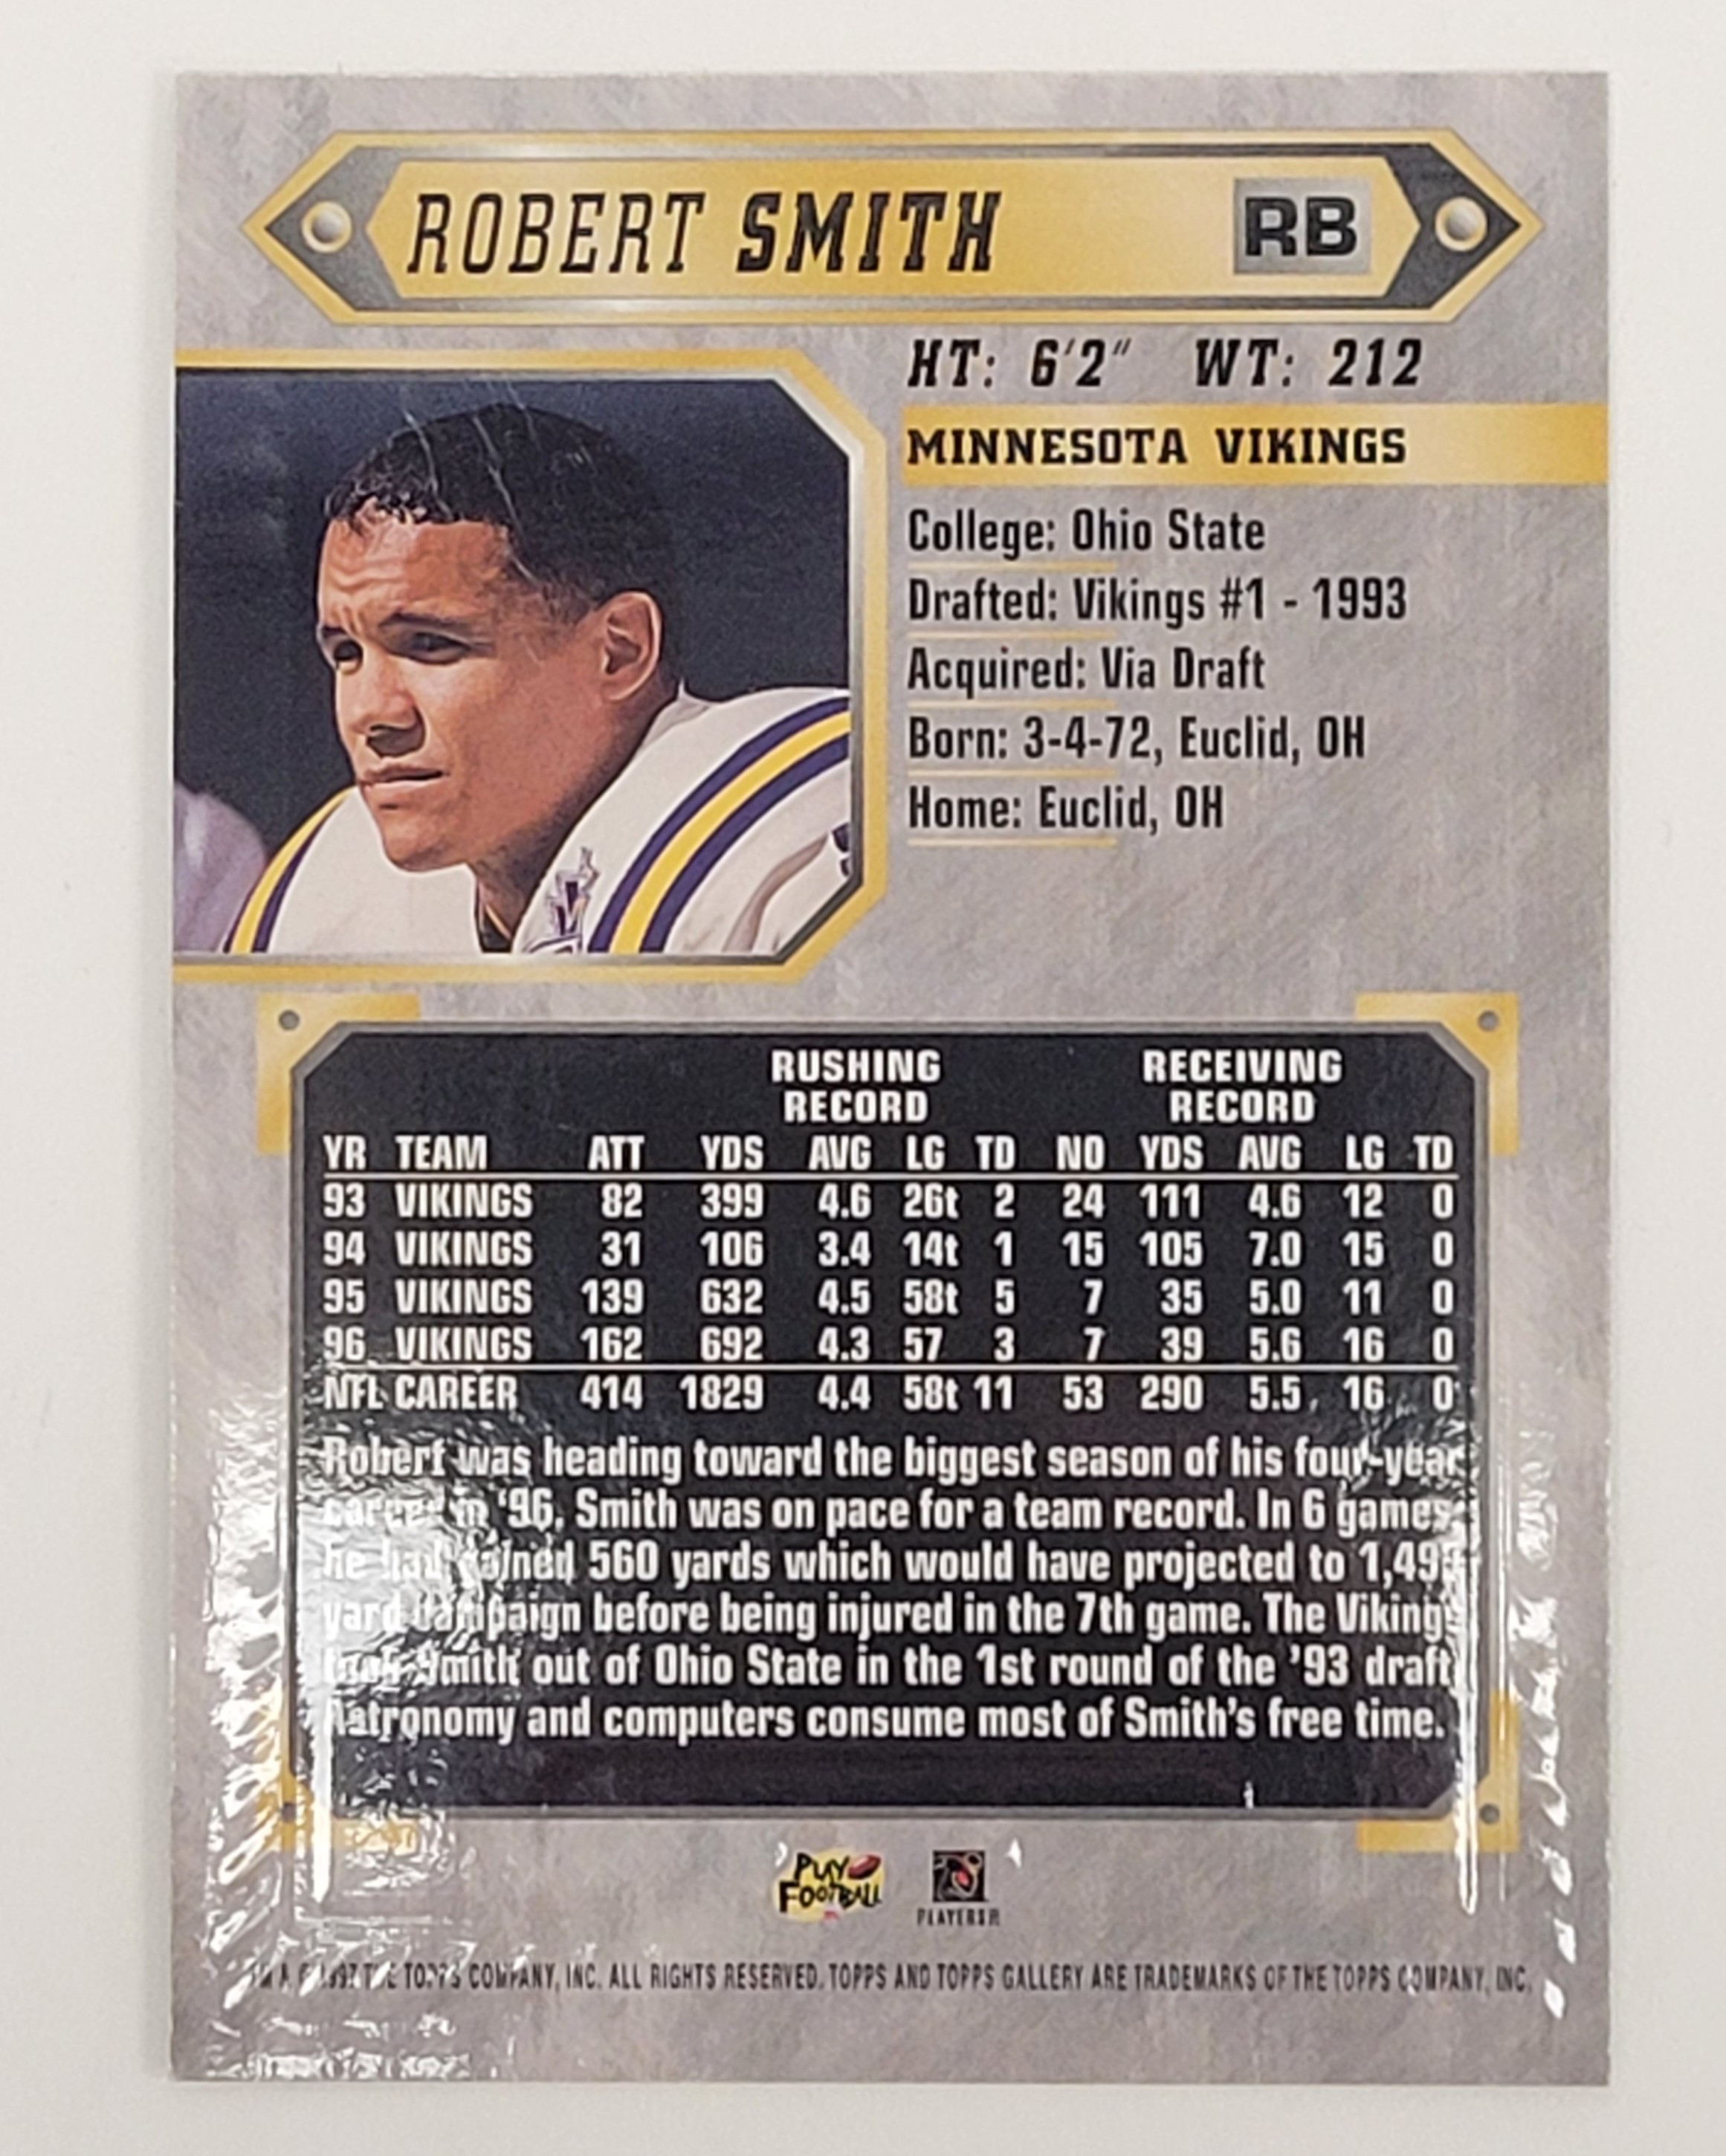 ROBERT SMITH RB
HT: 6'2" WT: 212
MINNESOTA VIKINGS
College: Ohio State
Drafted: Vikings #1 - 1993
Acquired: Via Draft
Born: 3-4-72, Euclid, OH
Home: Euclid, OH
RUSHING RECEIVING
RECORD RECORD
YR TEAM ATT YDS AVG LG TD NO YDS AVG LG TD
93 VIKINGS 82 399 4.6 26t 2 24 111 4.6 12 0
94 VIKINGS 31 106 3.4 14t 1 15 105 7.0 15 0
95 VIKINGS 139 632 4.5 58t 5 7 35 5.0 11 0
96 VIKINGS 162 692 4.3 57 3 7 39 5.6 16 0
NFL CAREER 414 1829 4.4 58t 11 53 290 5.5 16 0
Robert was heading toward the biggest season of his four-year
career in '96. Smith was on pace for a team record. In 6 games
he had gained 560 yards which would have projected to
yard campaign before being injured in the 7th game. The Vikings
took Smith out of Ohio State in the 1st round of the '93 draft.
Astronomy and computers consume most of Smith's free time.
PLAY
FOOTBALL
PLAYERS
© 1997 THE TOPPS COMPANY, INC. ALL RIGHTS RESERVED. TOPPS AND TOPPS GALLERY ARE TRADEMARKS OF THE TOPPS COMPANY, INC.